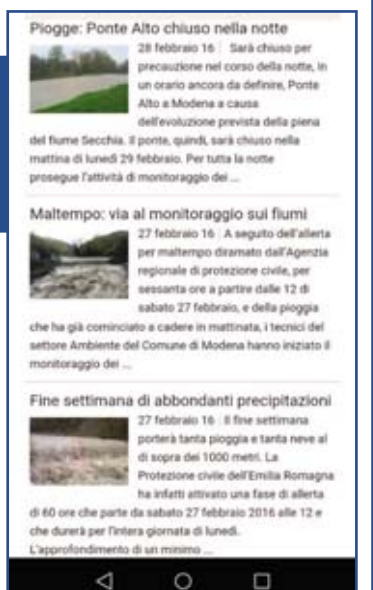 Piogge: Ponte Alto chiuso nella notte
28 febbraio 16 | Sarà chiuso per
precauzione nel corso della notte, in
un orario ancora da definire, Ponte
Alto a Modena a causa
dell'evoluzione prevista della piena
del fiume Secchia. Il ponte, quindi, sarà chiuso nella
mattina di lunedì 29 febbraio. Per tutta la notte
prosegue l'attività di monitoraggio dei ...
Maltempo: via al monitoraggio sui fiumi
27 febbraio 16 | A seguito dell'allerta
per maltempo diramato dall'Agenzia
regionale di protezione civile, per
sessanta ore a partire dalle 12 di
sabato 27 febbraio, e della pioggia
che ha già cominciato a cadere in mattinata, i tecnici del
settore Ambiente del Comune di Modena hanno iniziato il
monitoraggio dei ...
Fine settimana di abbondanti precipitazioni
27 febbraio 16 | Il fine settimana
porterà tanta pioggia e tanta neve al
di sopra dei 1000 metri. La
Protezione civile dell'Emilia Romagna
ha infatti attivato una fase di allerta
di 60 ore che parte da sabato 27 febbraio 2016 alle 12 e
che durerà per l'intera giornata di lunedì.
L'approfondimento di un minimo ...